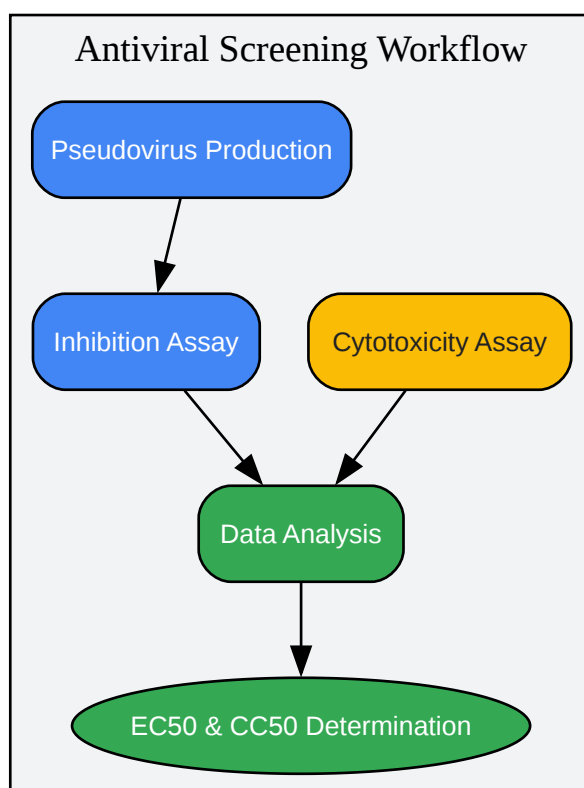 Antiviral Screening Workflow
Pseudovirus Production
Inhibition Assay
Cytotoxicity Assay
Data Analysis
EC50 & CC50 Determination